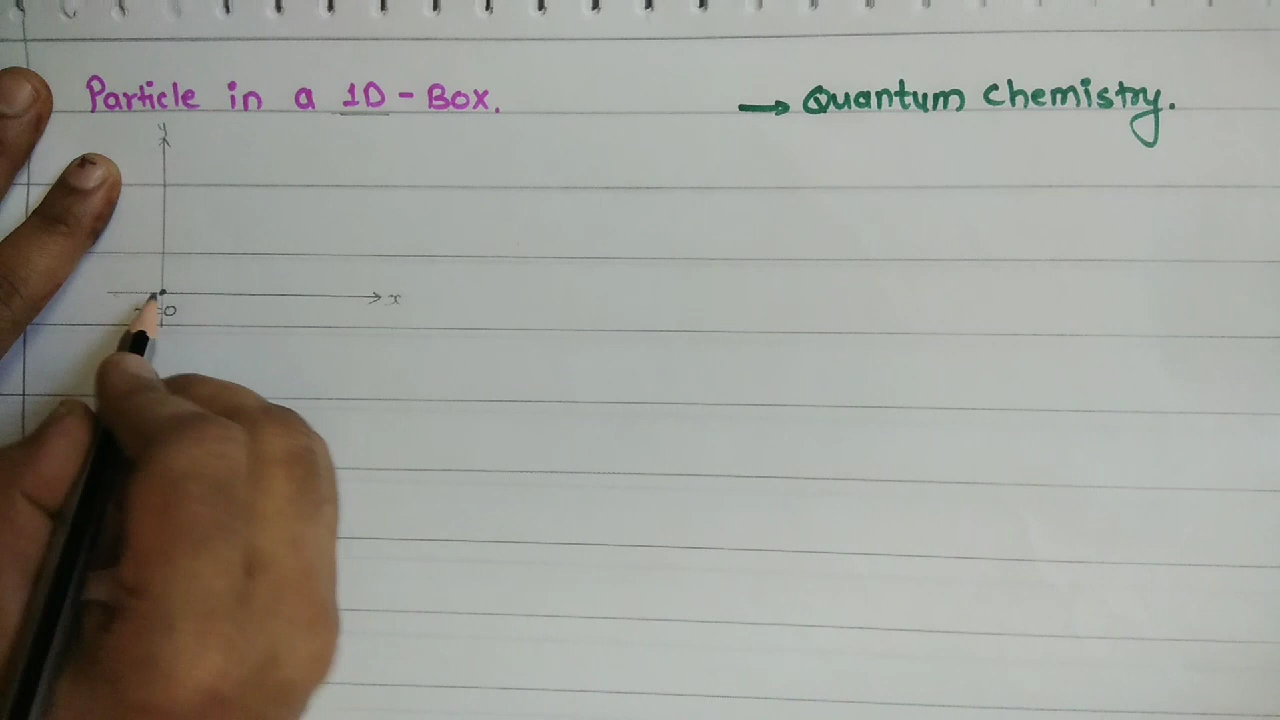 Particle in a 1D - Box.
→ Quantum Chemistry.
y
x
=0